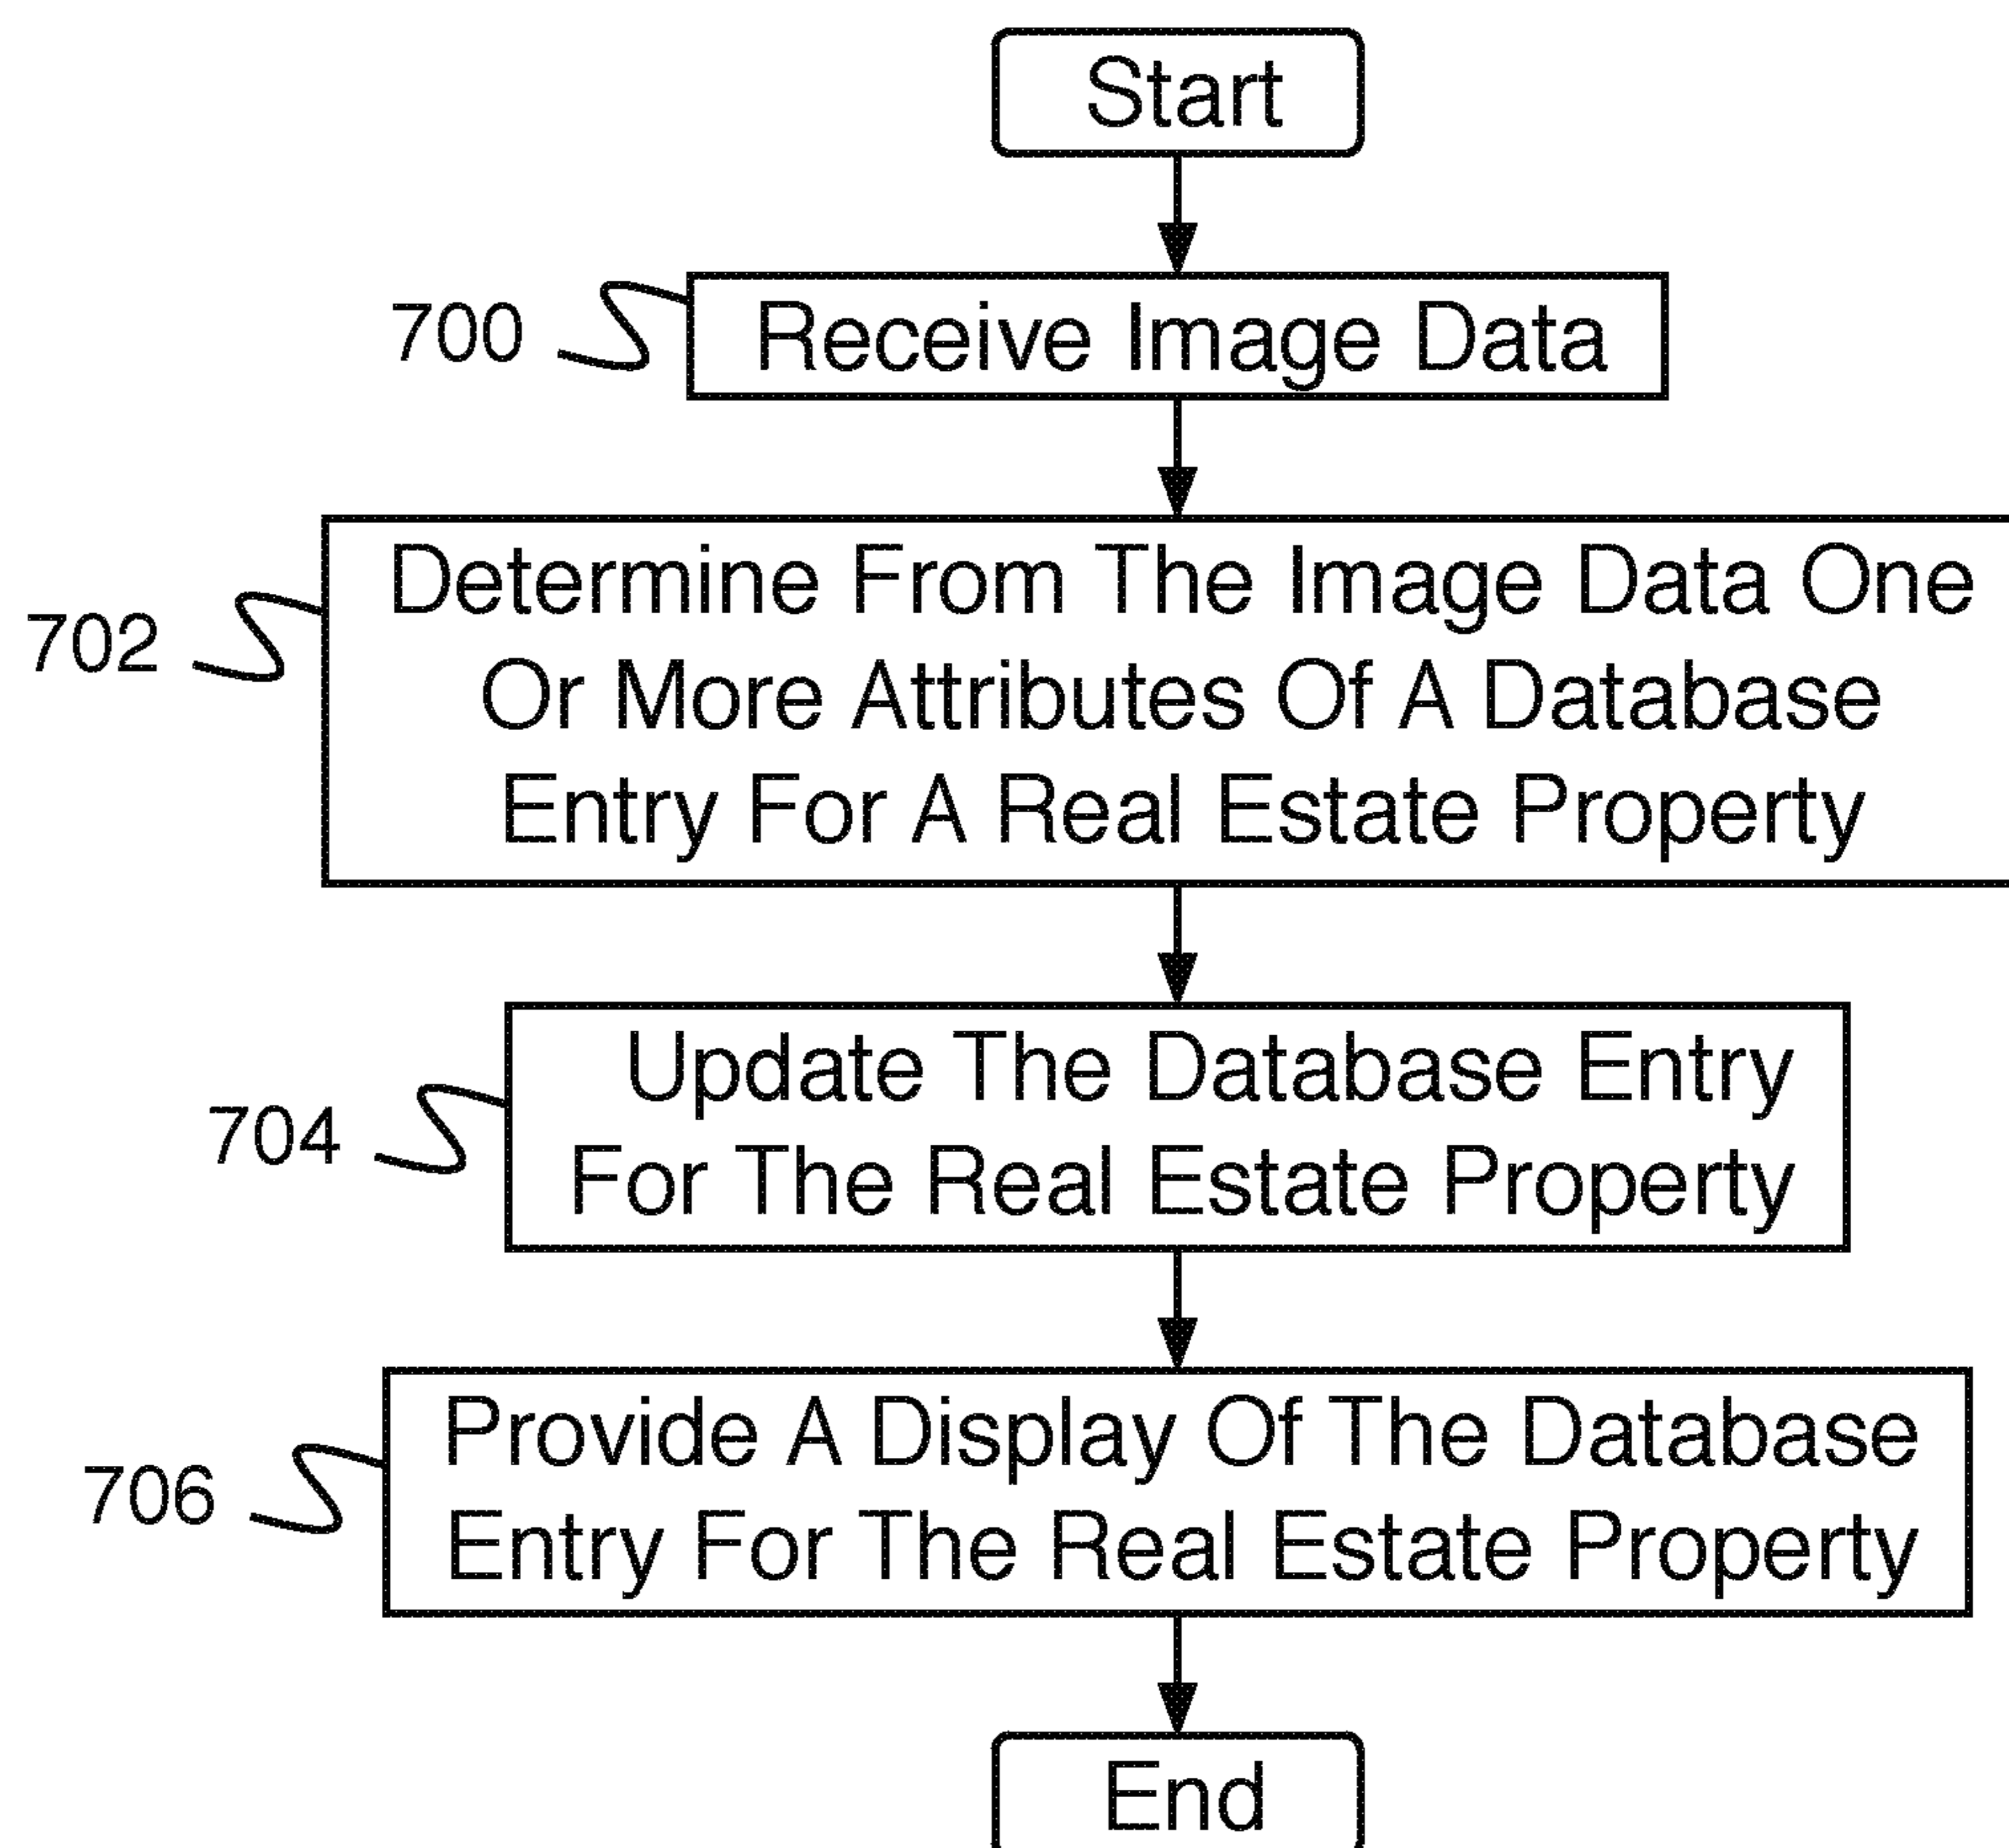 Start
700
Receive Image Data
702
Determine From The Image Data One
Or More Attributes Of A Database
Entry For A Real Estate Property
704
Update The Database Entry
For The Real Estate Property
706
Provide A Display Of The Database
Entry For The Real Estate Property
End